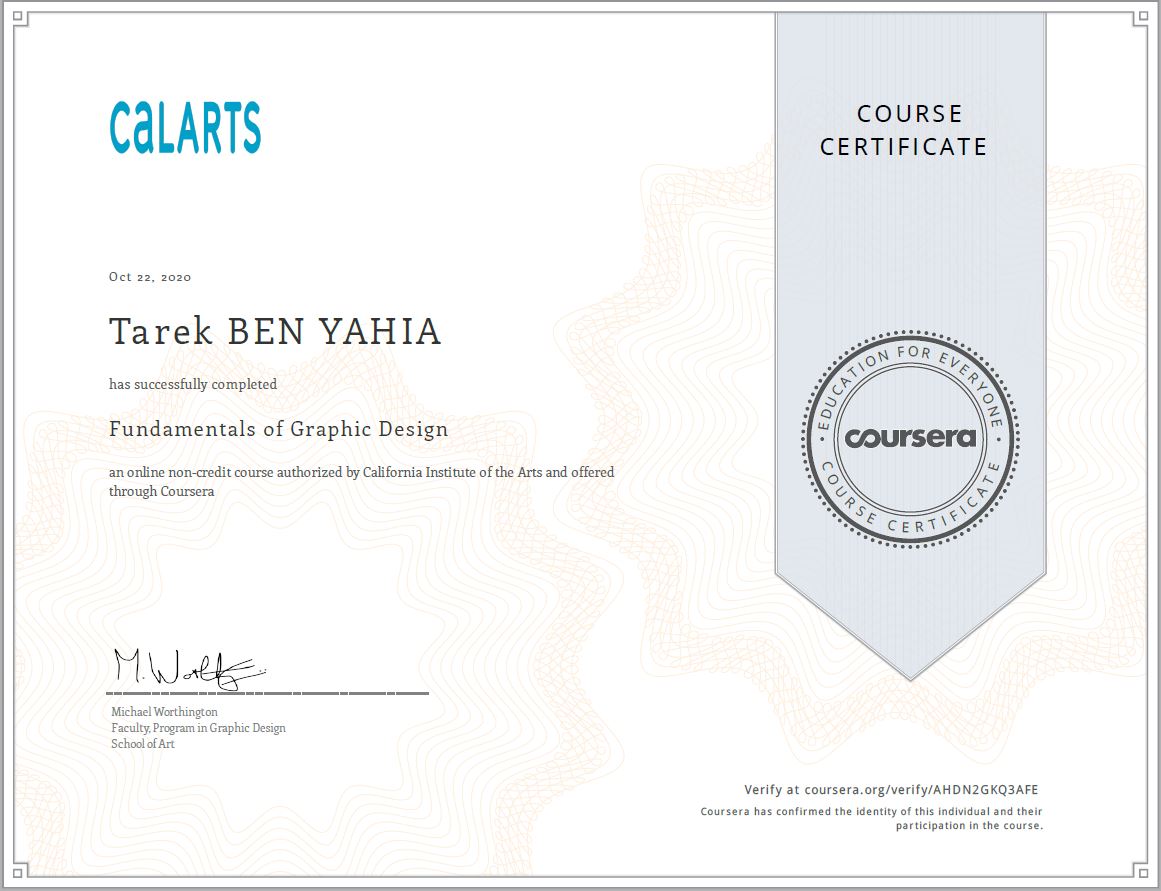 CALARTS
COURSE
CERTIFICATE
Oct 22, 2020
Tarek BEN YAHIA
has successfully completed
Fundamentals of Graphic Design
an online non-credit course authorized by California Institute of the Arts and offered
through Coursera
EDUCATION FOR EVERYONE
coursera
COURSE CERTIFICATE
M. Worth
Michael Worthington
Faculty, Program in Graphic Design
School of Art
Verify at coursera.org/verify/AHDN2GKQ3AFE
Coursera has confirmed the identity of this individual and their
participation in the course.